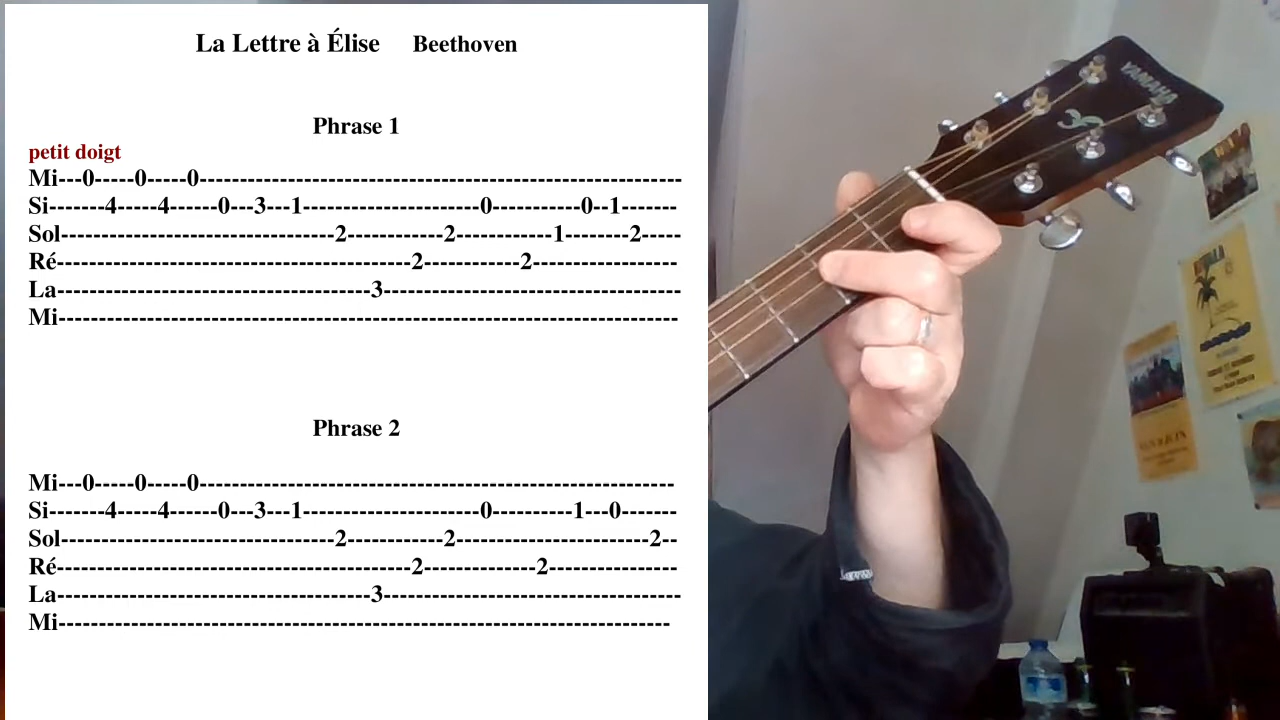 La Lettre à Élise Beethoven
Phrase 1
petit doigt
Mi---0-----0-----0------------------------------------------------------------
Si-------4-----4------0---3---1-----------------------0-----------0--1-------
Sol----------------------------------2------------2------------1--------2-----
Ré--------------------------------------------2------------2------------------
La---------------------------------------3-------------------------------------
Mi-----------------------------------------------------------------------------
Phrase 2
Mi---0-----0-----0-----------------------------------------------------------
Si-------4-----4------0---3---1-----------------------0----------1---0-------
Sol----------------------------------2------------2-------------------------2--
Ré--------------------------------------------2--------------2----------------
La---------------------------------------3-------------------------------------
Mi----------------------------------------------------------------------------
YAMAHA